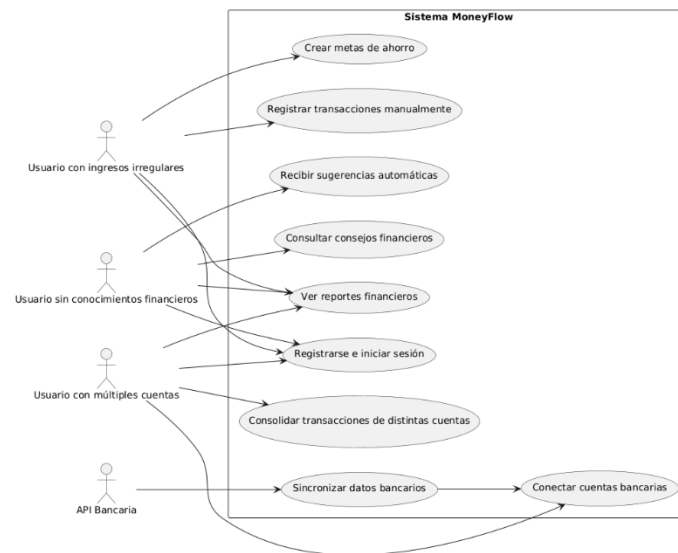 Sistema MoneyFlow
Crear metas de ahorro
Registrar transacciones manualmente
Usuario con ingresos irregulares
Recibir sugerencias automáticas
Consultar consejos financieros
Usuario sin conocimientos financieros
Ver reportes financieros
Registrarse e iniciar sesión
Usuario con múltiples cuentas
Consolidar transacciones de distintas cuentas
Sincronizar datos bancarios
Conectar cuentas bancarias
API Bancaria